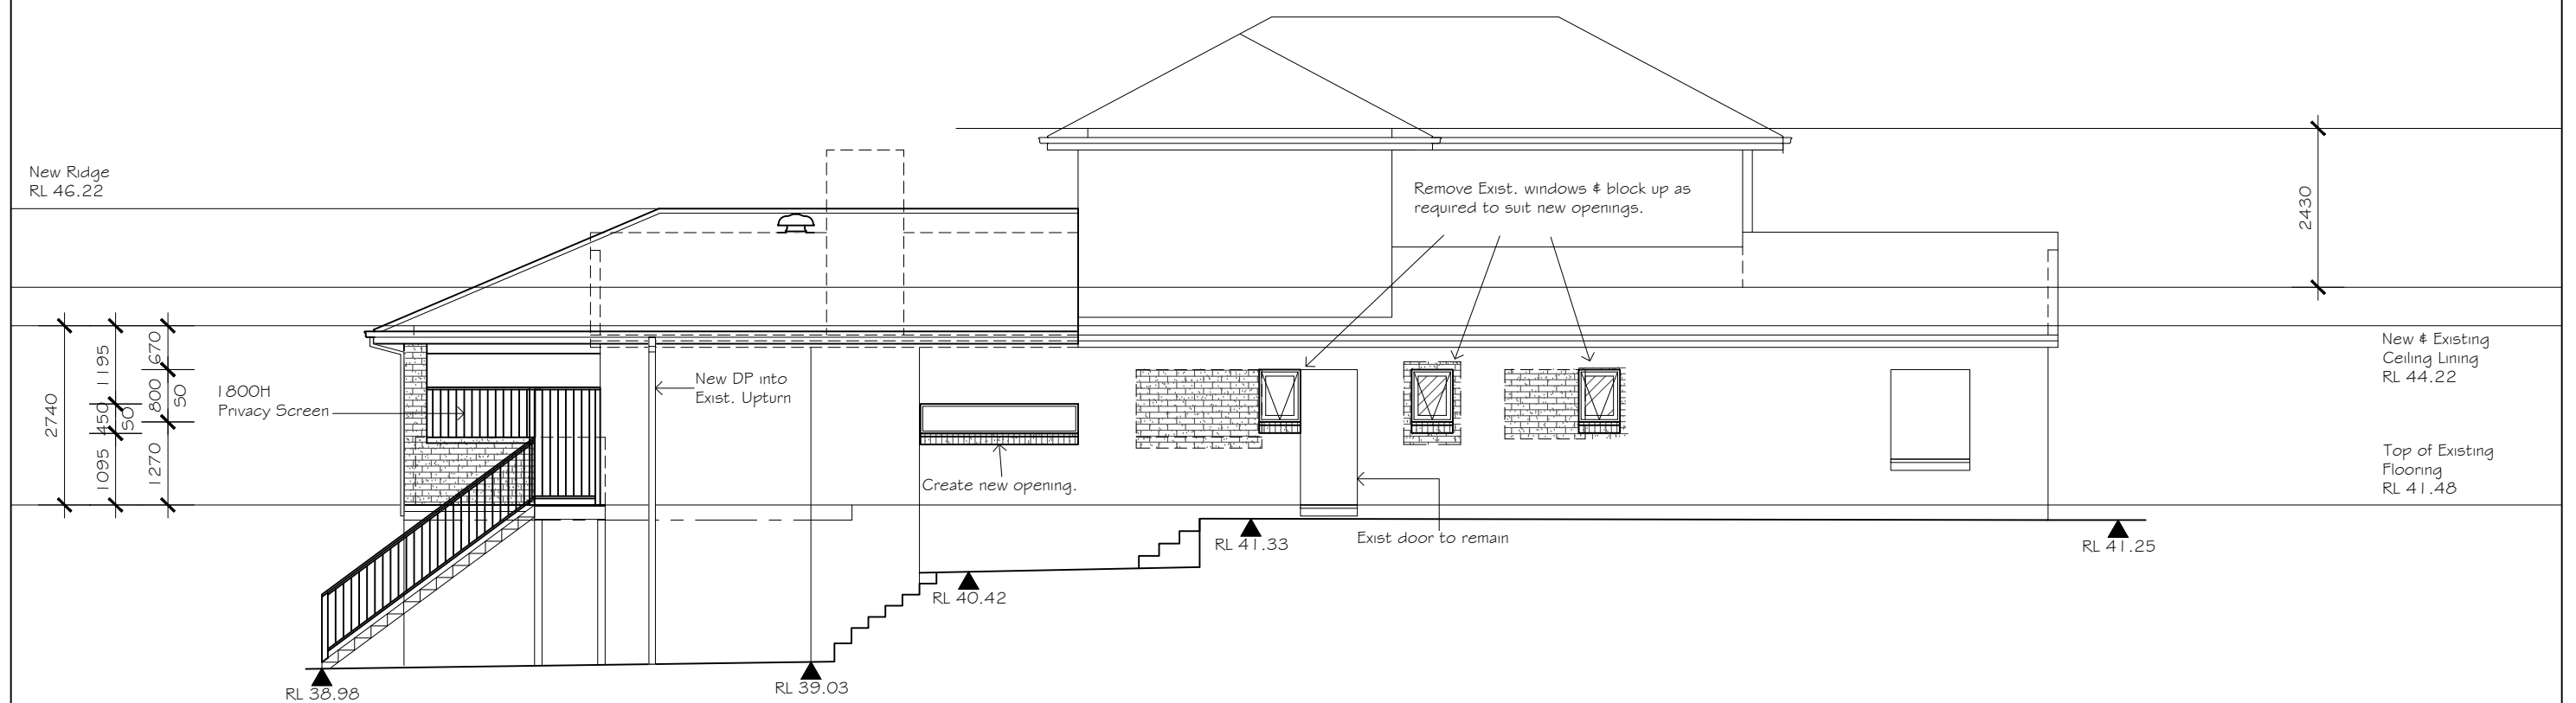 New Ridge
RL 46.22
Remove Exist. windows & block up as
required to suit new openings.
2430
New & Existing
Ceiling Lining
RL 44.22
2740
1195
450
50
1095
670
800
50
1270
1800H
Privacy Screen
New DP into
Exist. Upturn
Create new opening.
Top of Existing
Flooring
RL 41.48
Exist door to remain
RL 41.33
RL 41.25
RL 40.42
RL 39.03
RL 38.98